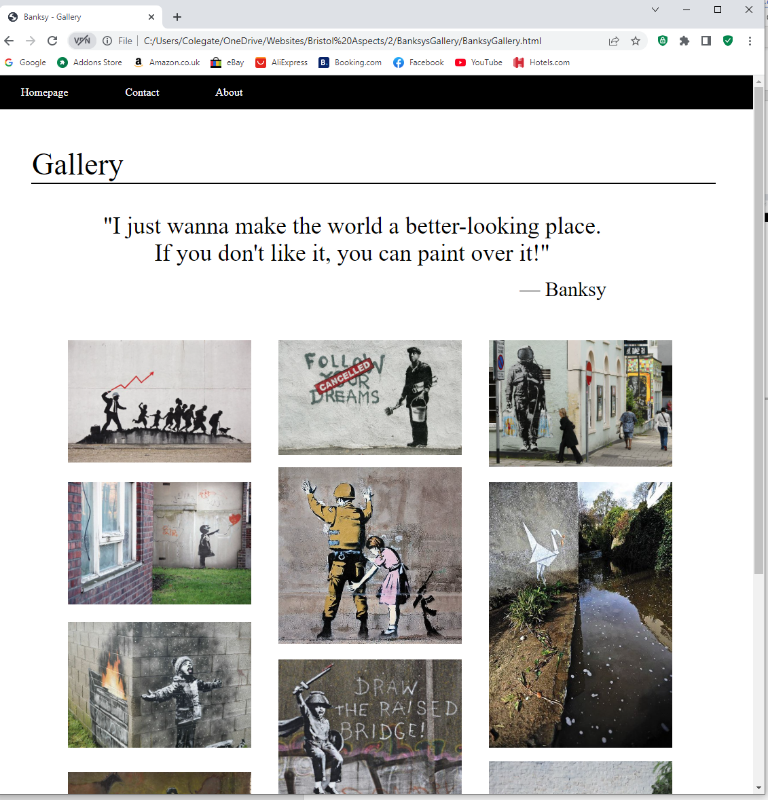 Banksy - Gallery
VPN
File
C:/Users/Colegate/OneDrive/Websites/Bristol%20Aspects/2/BanksysGallery/BanksyGallery.html
Google Addons Store Amazon.co.uk eBay AliExpress Booking.com Facebook YouTube Hotels.com
Homepage Contact About
Gallery
"I just wanna make the world a better-looking place.
If you don't like it, you can paint over it!"
— Banksy
FOLLOW
YOUR
DREAMS
CANCELLED
DRAW
THE RAISED
BRIDGE!